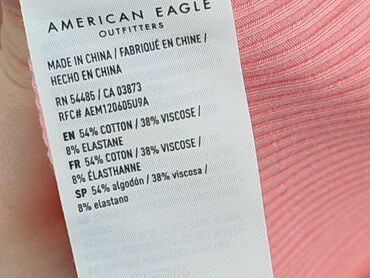 AMERICAN EAGLE
OUTFITTERS
MADE IN CHINA / FABRIQUÉ EN CHINE /
HECHO EN CHINA
RN 54485 / CA 03873
RFC# AEM120605U9A
EN 54% COTTON / 38% VISCOSE /
8% ELASTANE
FR 54% COTON / 38% VISCOSE /
8% ÉLASTHANNE
SP 54% algodón / 38% viscosa /
8% elastano